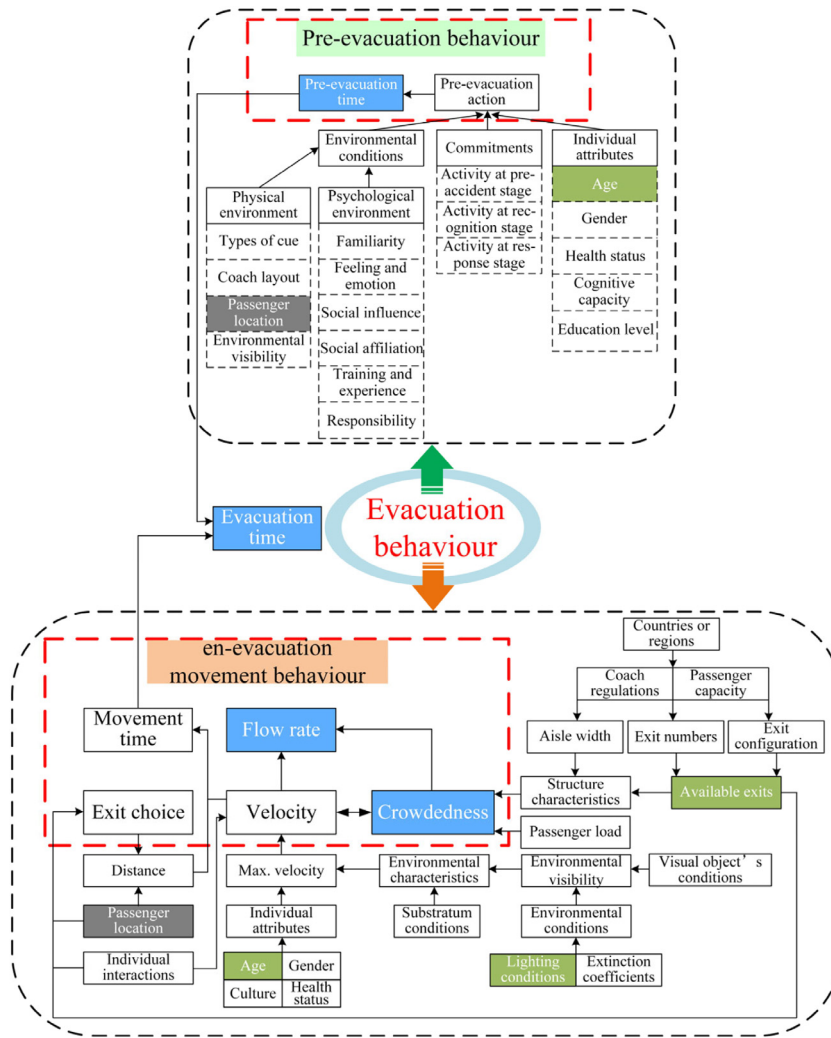 Pre-evacuation behaviour
Pre-evacuation
time
Pre-evacuation
action
Environmental
conditions
Commitments
Individual
attributes
Physical
environment
Types of cue
Coach layout
Passenger
location
Environmental
visibility
Psychological
environment
Familiarity
Feeling and
emotion
Social influence
Social affiliation
Training and
experience
Responsibility
Activity at pre-
accident stage
Activity at rec-
ognition stage
Activity at res-
ponse stage
Age
Gender
Health status
Cognitive
capacity
Education level
Evacuation
time
Evacuation
behaviour
en-evacuation
movement behaviour
Countries or
regions
Coach
regulations
Passenger
capacity
Movement
time
Flow rate
Aisle width
Exit numbers
Exit
configuration
Exit choice
Velocity
Crowdedness
Structure
characteristics
Available exits
Passenger load
Distance
Max. velocity
Environmental
characteristics
Environmental
visibility
Visual object’s
conditions
Passenger
location
Individual
attributes
Substratum
conditions
Environmental
conditions
Individual
interactions
Age
Gender
Culture
Health
status
Lighting
conditions
Extinction
coefficients